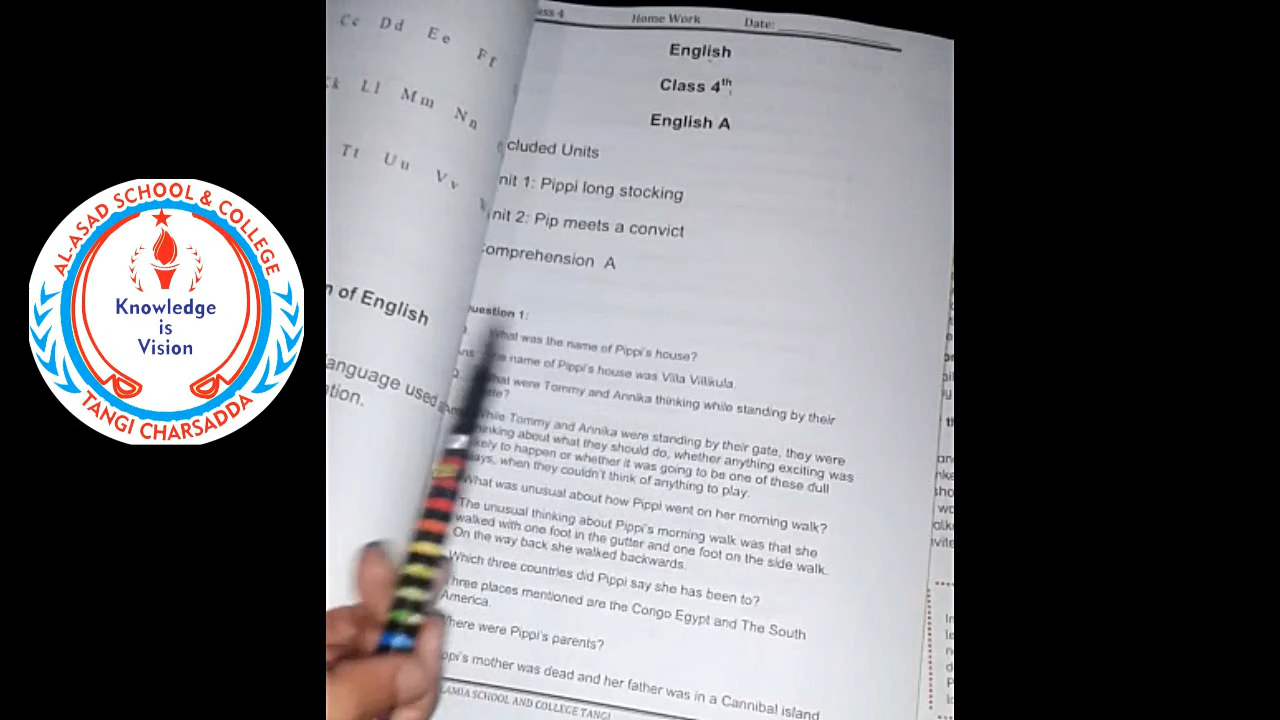 AL-ASAD SCHOOL & COLLEGE
Knowledge
is
Vision
TANGI CHARSADDA
Cc Dd Ee Ff
Ll Mm Nn
Tt Uu Vv
of English
language used
4 Home Work Date:
English
Class 4th
English A
cluded Units
nit 1: Pippi long stocking
nit 2: Pip meets a convict
omprehension A
uestion 1:
What was the name of Pippi's house?
name of Pippi's house was Villa Villikula.
hat were Tommy and Annika thinking while standing by their
While Tommy and Annika were standing by their gate, they were
hinking about what they should do, whether anything exciting was
ikely to happen or whether it was going to be one of these dull
ays, when they couldn't think of anything to play.
What was unusual about how Pippi went on her morning walk?
The unusual thinking about Pippi's morning walk was that she
walked with one foot in the gutter and one foot on the side walk.
On the way back she walked backwards.
Which three countries did Pippi say she has been to?
Three places mentioned are the Congo Egypt and The South
America.
here were Pippi's parents?
ppi's mother was dead and her father was in a Cannibal island
LAMIA SCHOOL AND COLLEGE TANGI